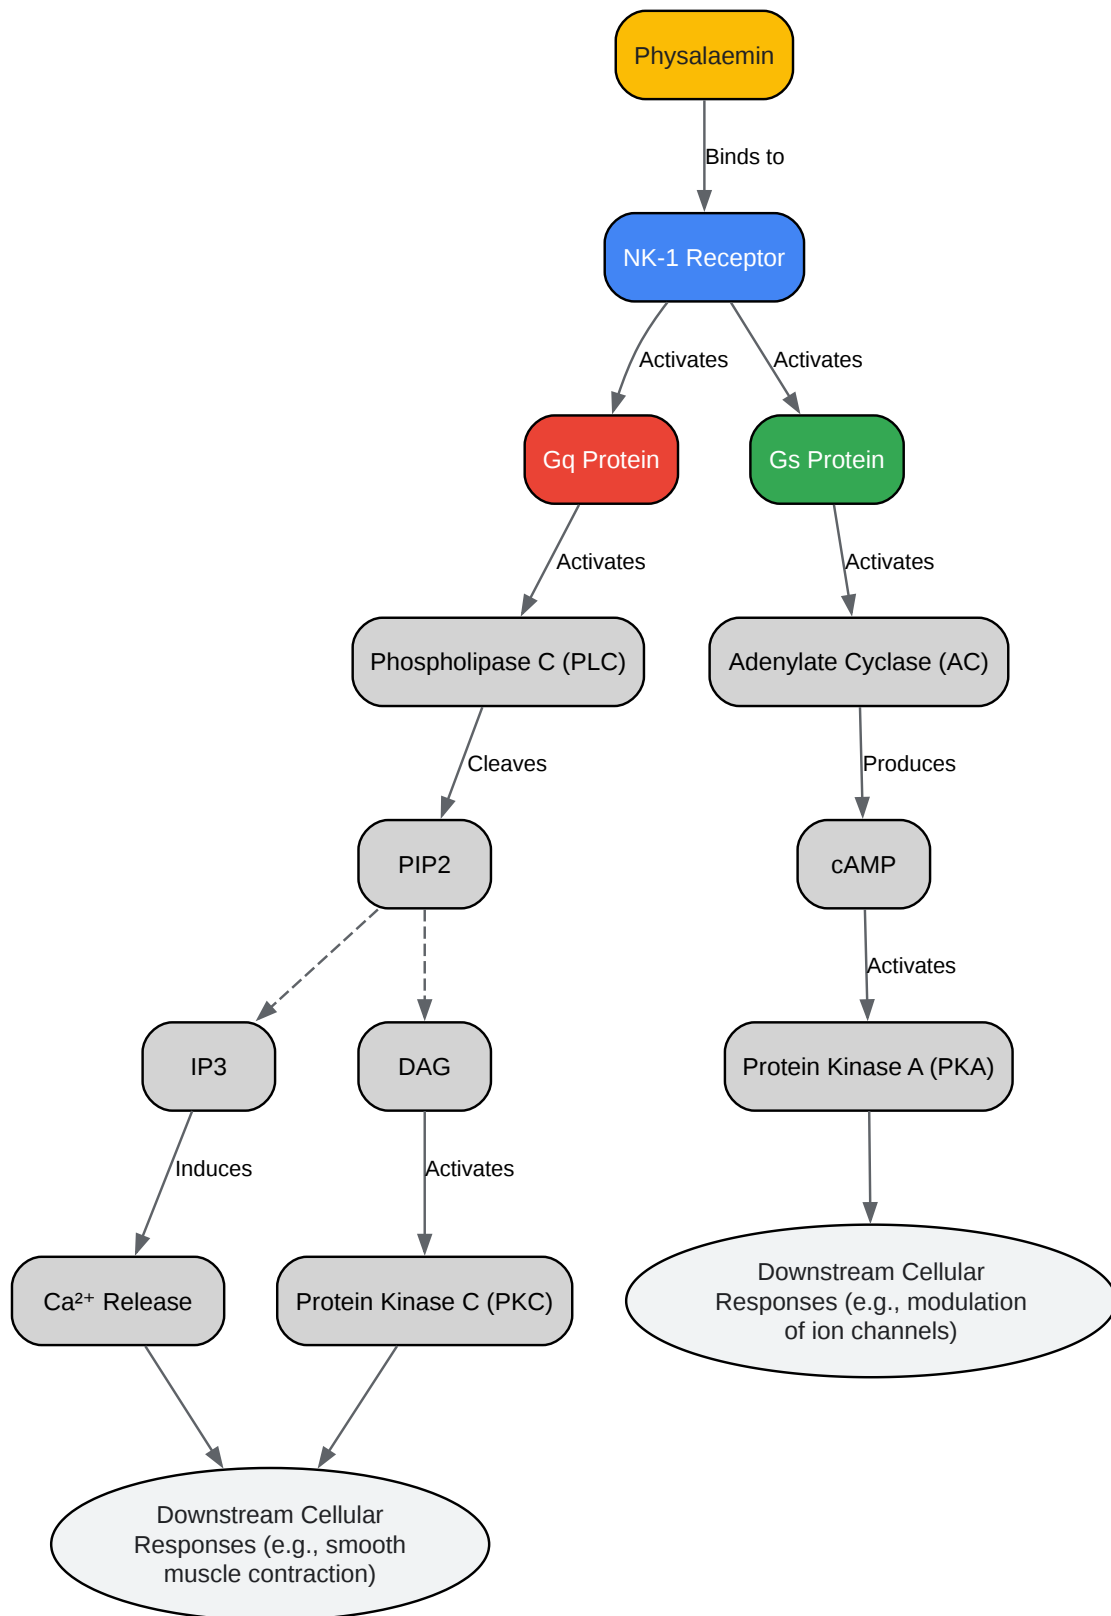 Physalaemin
Binds to
NK-1 Receptor
Activates
Activates
Gq Protein
Gs Protein
Activates
Activates
Phospholipase C (PLC)
Adenylate Cyclase (AC)
Cleaves
Produces
PIP2
cAMP
Activates
IP3
DAG
Protein Kinase A (PKA)
Induces
Activates
Ca²⁺ Release
Protein Kinase C (PKC)
Downstream Cellular
Responses (e.g., modulation
of ion channels)
Downstream Cellular
Responses (e.g., smooth
muscle contraction)